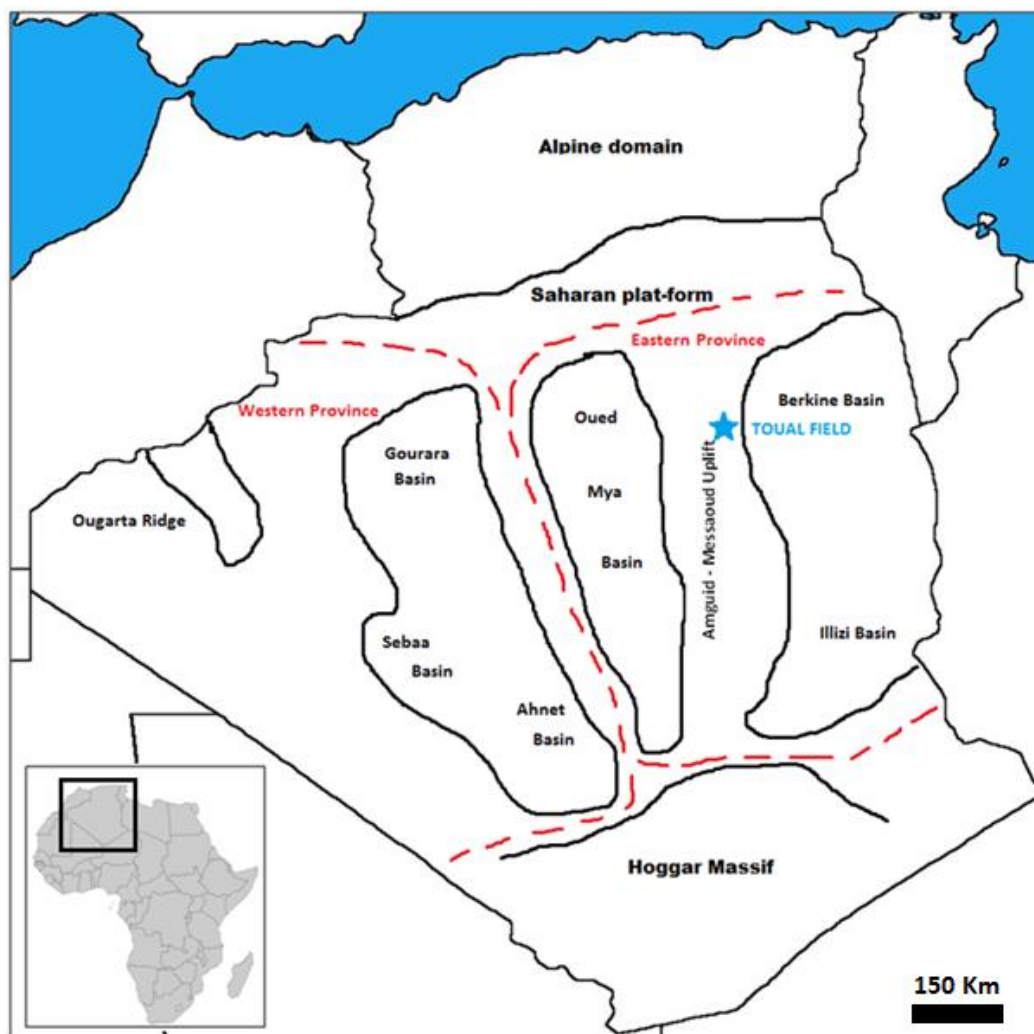 Alpine domain
Saharan plat-form
Eastern Province
Western Province
Berkine Basin
Oued
TOUAL FIELD
Gourara
Basin
Mya
Amguid - Messaoud Uplift
Ougarta Ridge
Basin
Illizi Basin
Sebaa
Basin
Ahnet
Basin
Hoggar Massif
150 Km